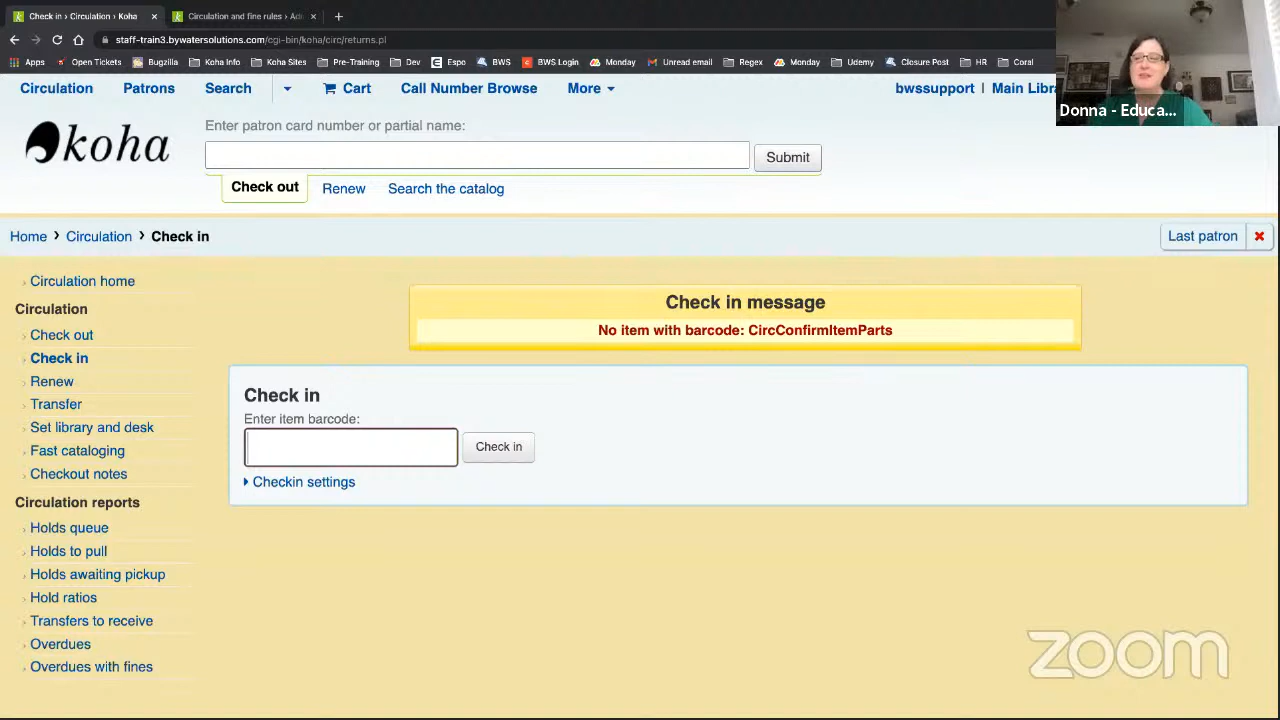 Check in › Circulation › Koha
Circulation and fine rules › Adm
staff-train3.bywatersolutions.com/cgi-bin/koha/circ/returns.pl
Apps Open Tickets Bugzilla Koha Info Koha Sites Pre-Training Dev Espo BWS BWS Login Monday Unread email Regex Monday Udemy Closure Post HR Coral
Circulation Patrons Search Cart Call Number Browse More bwssupport | Main Libra
Donna - Educa...
koha
Enter patron card number or partial name:
Submit
Check out Renew Search the catalog
Home › Circulation › Check in
Last patron
Circulation home
Circulation
Check out
Check in
Renew
Transfer
Set library and desk
Fast cataloging
Checkout notes
Circulation reports
Holds queue
Holds to pull
Holds awaiting pickup
Hold ratios
Transfers to receive
Overdues
Overdues with fines
Check in message
No item with barcode: CircConfirmItemParts
Check in
Enter item barcode:
Check in
Checkin settings
zoom